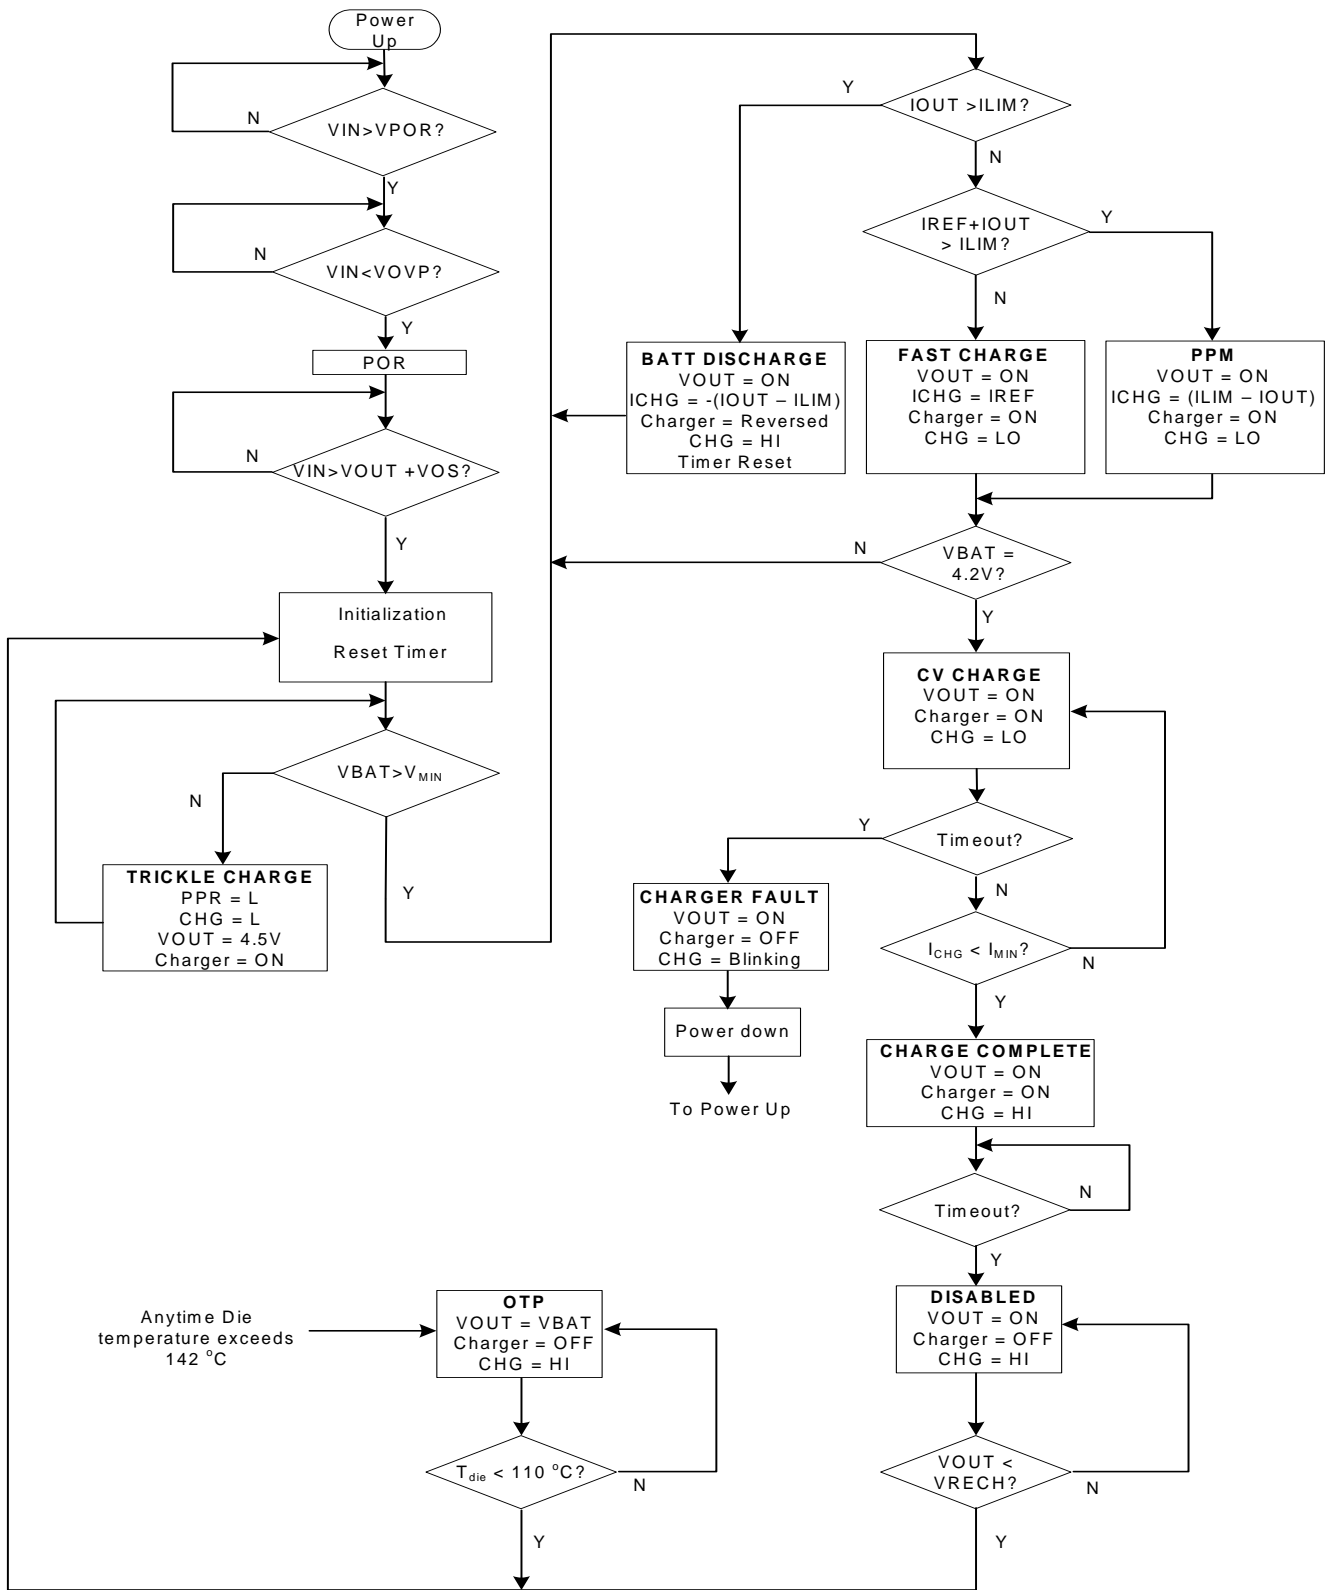 Power
Up
N
VIN>VPOR?
Y
N
VIN<VOVP?
Y
POR
N
VIN>VOUT +VOS?
Y
Initialization
Reset Timer
VBAT>VMIN
N
Y
TRICKLE CHARGE
PPR = L
CHG = L
VOUT = 4.5V
Charger = ON
Y
IOUT >ILIM?
N
IREF+IOUT
> ILIM?
Y
N
BATT DISCHARGE
VOUT = ON
ICHG = -(IOUT – ILIM)
Charger = Reversed
CHG = HI
Timer Reset
FAST CHARGE
VOUT = ON
ICHG = IREF
Charger = ON
CHG = LO
PPM
VOUT = ON
ICHG = (ILIM – IOUT)
Charger = ON
CHG = LO
N
VBAT =
4.2V?
Y
CV CHARGE
VOUT = ON
Charger = ON
CHG = LO
Y
Timeout?
N
CHARGER FAULT
VOUT = ON
Charger = OFF
CHG = Blinking
Power down
To Power Up
ICHG < IMIN?
N
Y
CHARGE COMPLETE
VOUT = ON
Charger = ON
CHG = HI
Timeout?
N
Y
DISABLED
VOUT = ON
Charger = OFF
CHG = HI
VOUT <
VRECH?
N
Y
Anytime Die
temperature exceeds
142 °C
OTP
VOUT = VBAT
Charger = OFF
CHG = HI
Tdie < 110 °C?
N
Y